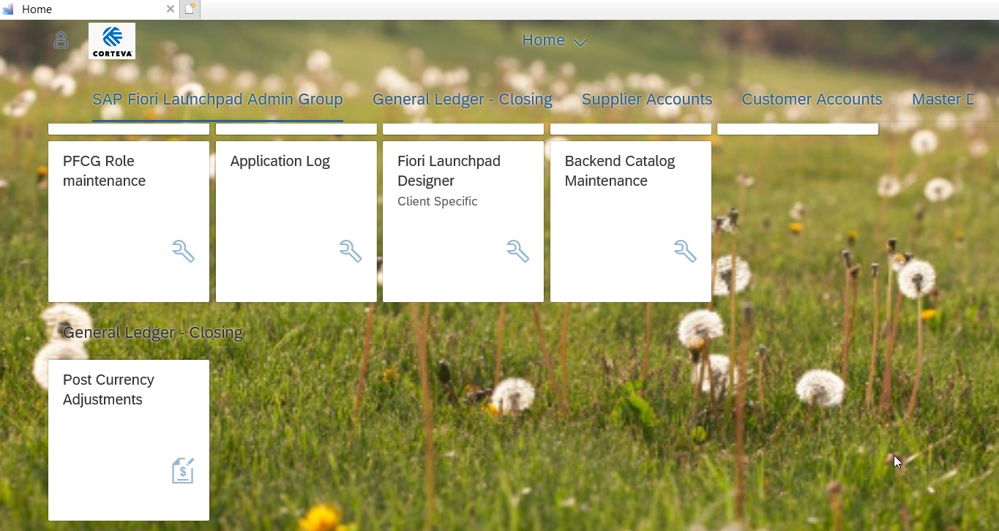 Home
CORTEVA
Home
SAP Fiori Launchpad Admin Group
General Ledger - Closing
Supplier Accounts
Customer Accounts
Master D
PFCG Role
maintenance
Application Log
Fiori Launchpad
Designer
Client Specific
Backend Catalog
Maintenance
General Ledger - Closing
Post Currency
Adjustments
$